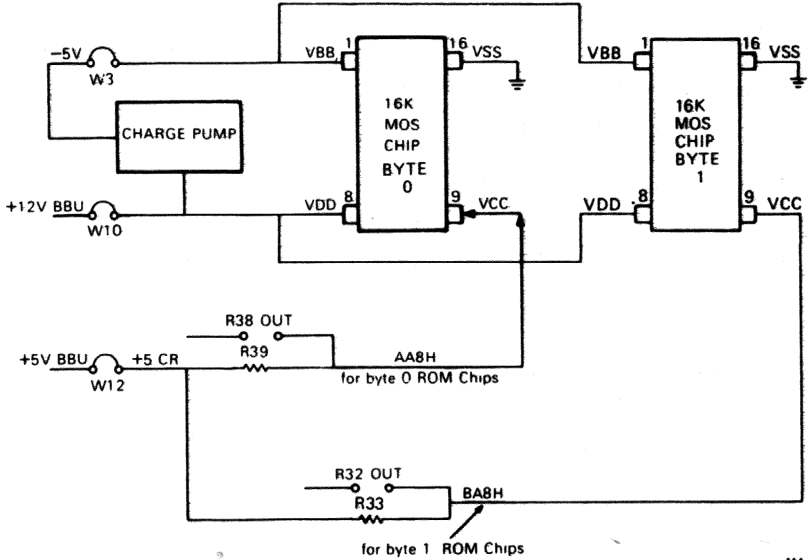 -5V
W3
VBB
1
16
VSS
VBB
1
16
VSS
CHARGE PUMP
16K
MOS
CHIP
BYTE
0
16K
MOS
CHIP
BYTE
1
+12V BBU
W10
VDD
8
9
VCC
VDD
8
9
VCC
R38 OUT
+5V BBU
W12
+5 CR
R39
AA8H
for byte 0 ROM Chips
R32 OUT
R33
BA8H
for byte 1 ROM Chips